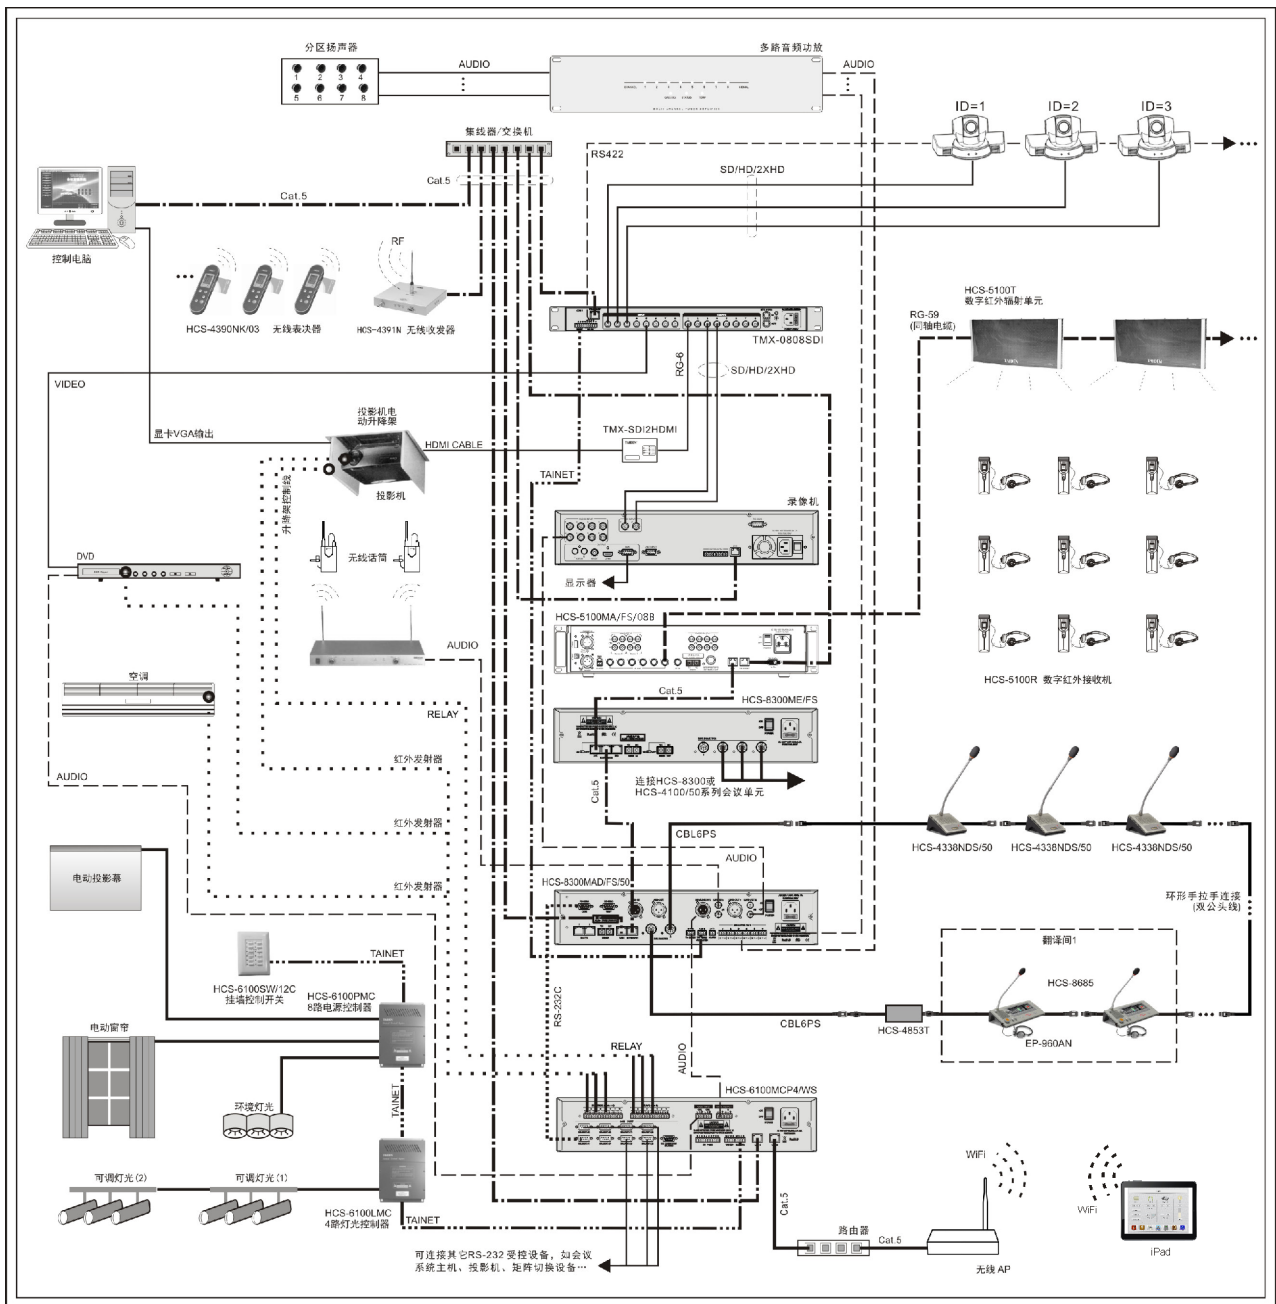 分区扬声器
多路音频功放
AUDIO
AUDIO
1 2 3 4
5 6 7 8
ID=1
ID=2
ID=3
集线器/交换机
RS422
SD/HD/2XHD
Cat.5
Cat.5
控制电脑
RF
HCS-4390NK/03 无线表决器
HCS-4391N 无线收发器
HCS-5100T
数字红外辐射单元
RG-59
(同轴电缆)
TMX-0808SDI
VIDEO
RG-6
SD/HD/2XHD
投影机电
动升降架
显卡VGA输出
HDMI CABLE
TMX-SDI2HDMI
投影机
升降架控制线
TAINET
录像机
无线话筒
DVD
显示器
HCS-5100MA/FS/08B
AUDIO
HCS-5100R 数字红外接收机
空调
Cat.5
HCS-8300ME/FS
RELAY
红外发射器
AUDIO
连接HCS-8300或
HCS-4100/50系列会议单元
Cat.5
红外发射器
CBL6PS
HCS-4338NDS/50
HCS-4338NDS/50
HCS-4338NDS/50
AUDIO
电动投影幕
红外发射器
HCS-8300MAD/FS/50
环形手拉手连接
(双公头线)
翻译间1
TAINET
HCS-6100SW/12C
挂墙控制开关
HCS-6100PMC
8路电源控制器
HCS-8685
RS-232C
CBL6PS
HCS-4853T
EP-960AN
电动窗帘
RELAY
AUDIO
HCS-6100MCP4/WS
TAINET
环境灯光
WiFi
可调灯光(2)
可调灯光(1)
Cat.5
WiFi
HCS-6100LMC
4路灯光控制器
TAINET
路由器
Cat.5
iPad
可连接其它RS-232 受控设备，如会议
系统主机、投影机、矩阵切换设备…
无线 AP